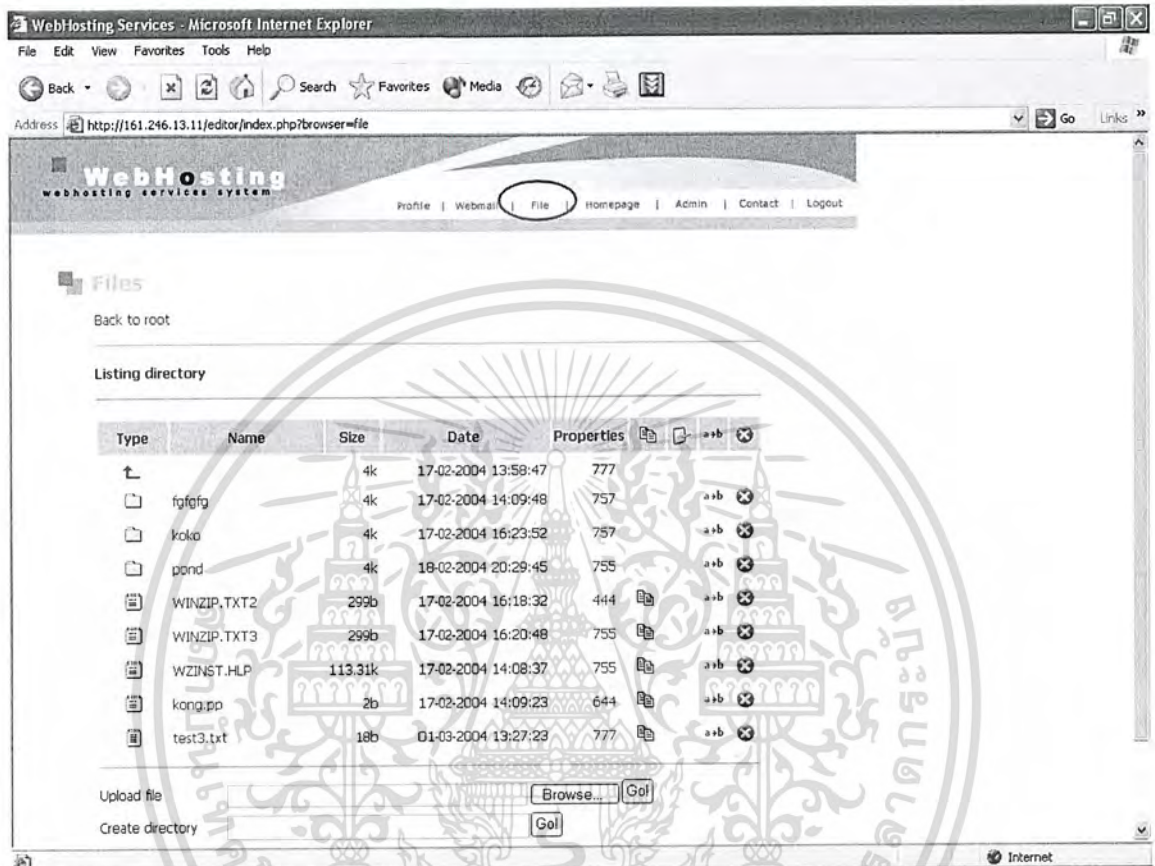 WebHosting Services - Microsoft Internet Explorer
File Edit View Favorites Tools Help
Back Search Favorites Media
Address http://161.246.13.11/editor/index.php?browser=file Go Links »
WebHosting
webhosting services system
Profile | Webmail | File | Homepage | Admin | Contact | Logout
Files
Back to root
Listing directory
Type Name Size Date Properties a→b
4k 17-02-2004 13:58:47 777
fgfgfg 4k 17-02-2004 14:09:48 757 a→b
koko 4k 17-02-2004 16:23:52 757 a→b
pond 4k 18-02-2004 20:29:45 755 a→b
WINZIP.TXT2 299b 17-02-2004 16:18:32 444 a→b
WINZIP.TXT3 299b 17-02-2004 16:20:48 755 a→b
WZINST.HLP 113.31k 17-02-2004 14:08:37 755 a→b
kong.pp 2b 17-02-2004 14:09:23 644 a→b
test3.txt 18b 01-03-2004 13:27:23 777 a→b
Upload file Browse... Go!
Create directory Go!
Internet